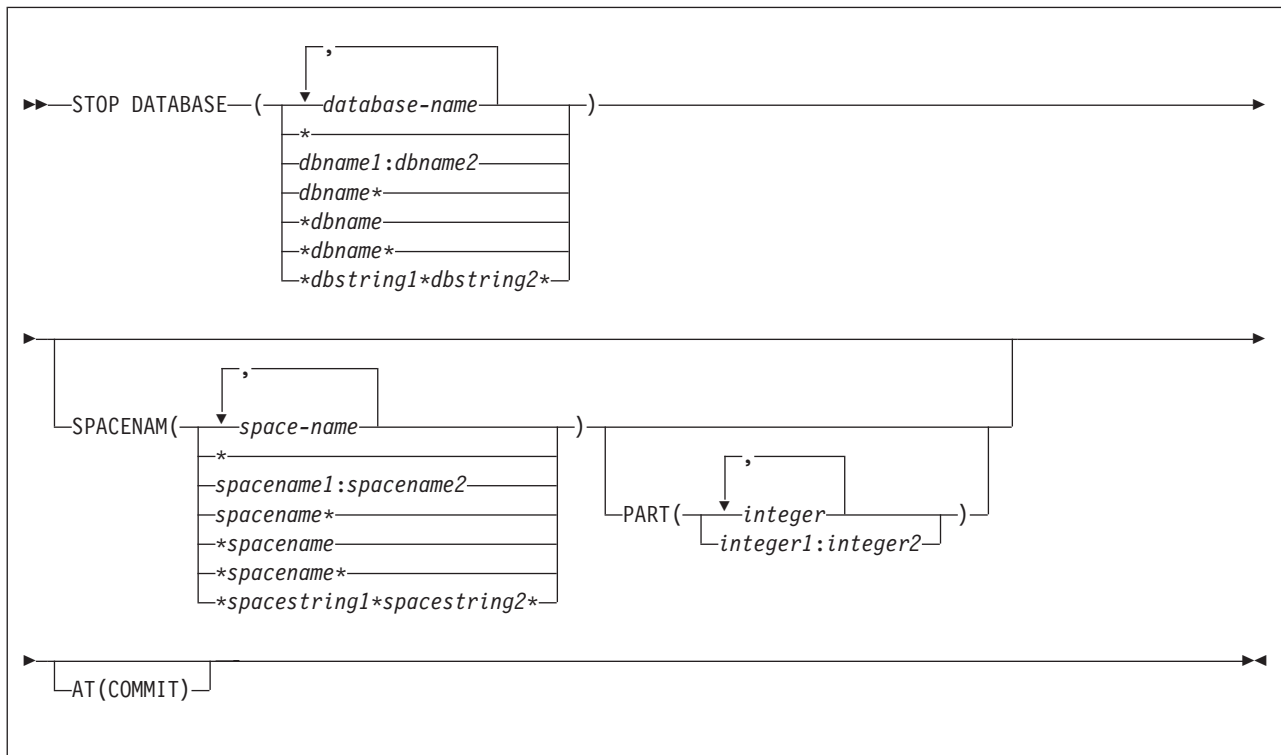 ,
STOP DATABASE ( database-name )
*
dbname1:dbname2
dbname*
*dbname
*dbname*
*dbstring1*dbstring2*
,
SPACENAM( space-name )
*
spacename1:spacename2
spacename*
*spacename
*spacename*
*spacestring1*spacestring2*
,
PART( integer )
integer1:integer2
AT(COMMIT)